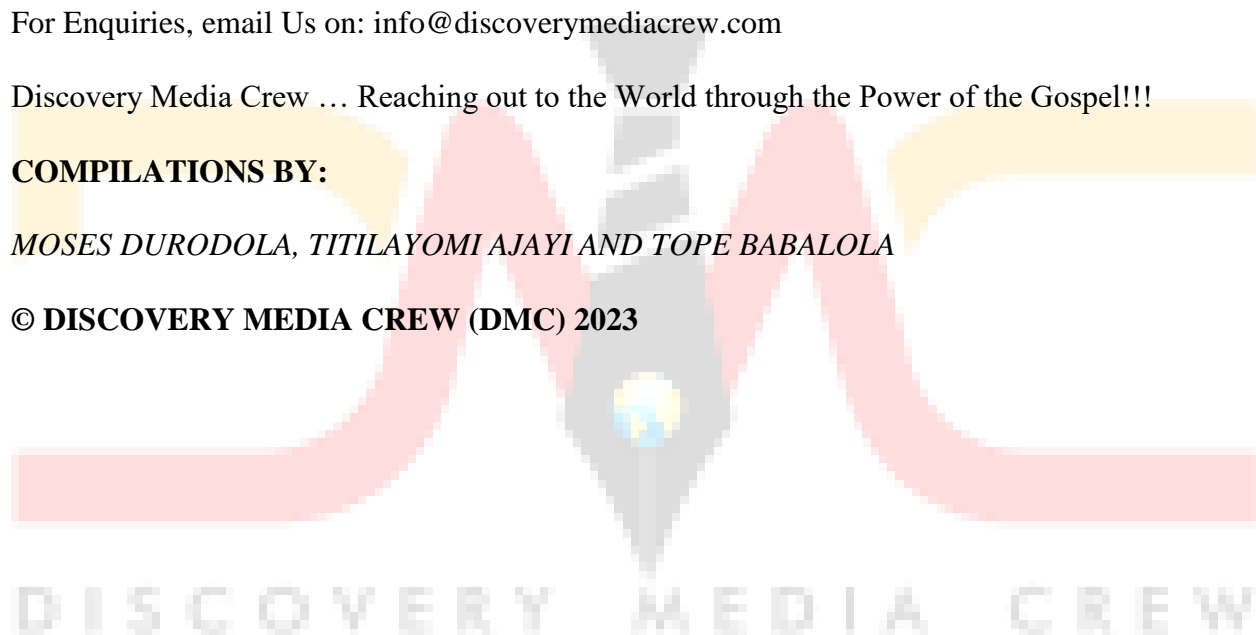 For Enquiries, email Us on: info@discoverymediacrew.com
Discovery Media Crew … Reaching out to the World through the Power of the Gospel!!!
COMPILATIONS BY:
MOSES DURODOLA, TITILAYOMI AJAYI AND TOPE BABALOLA
© DISCOVERY MEDIA CREW (DMC) 2023
DISCOVERY MEDIA CREW